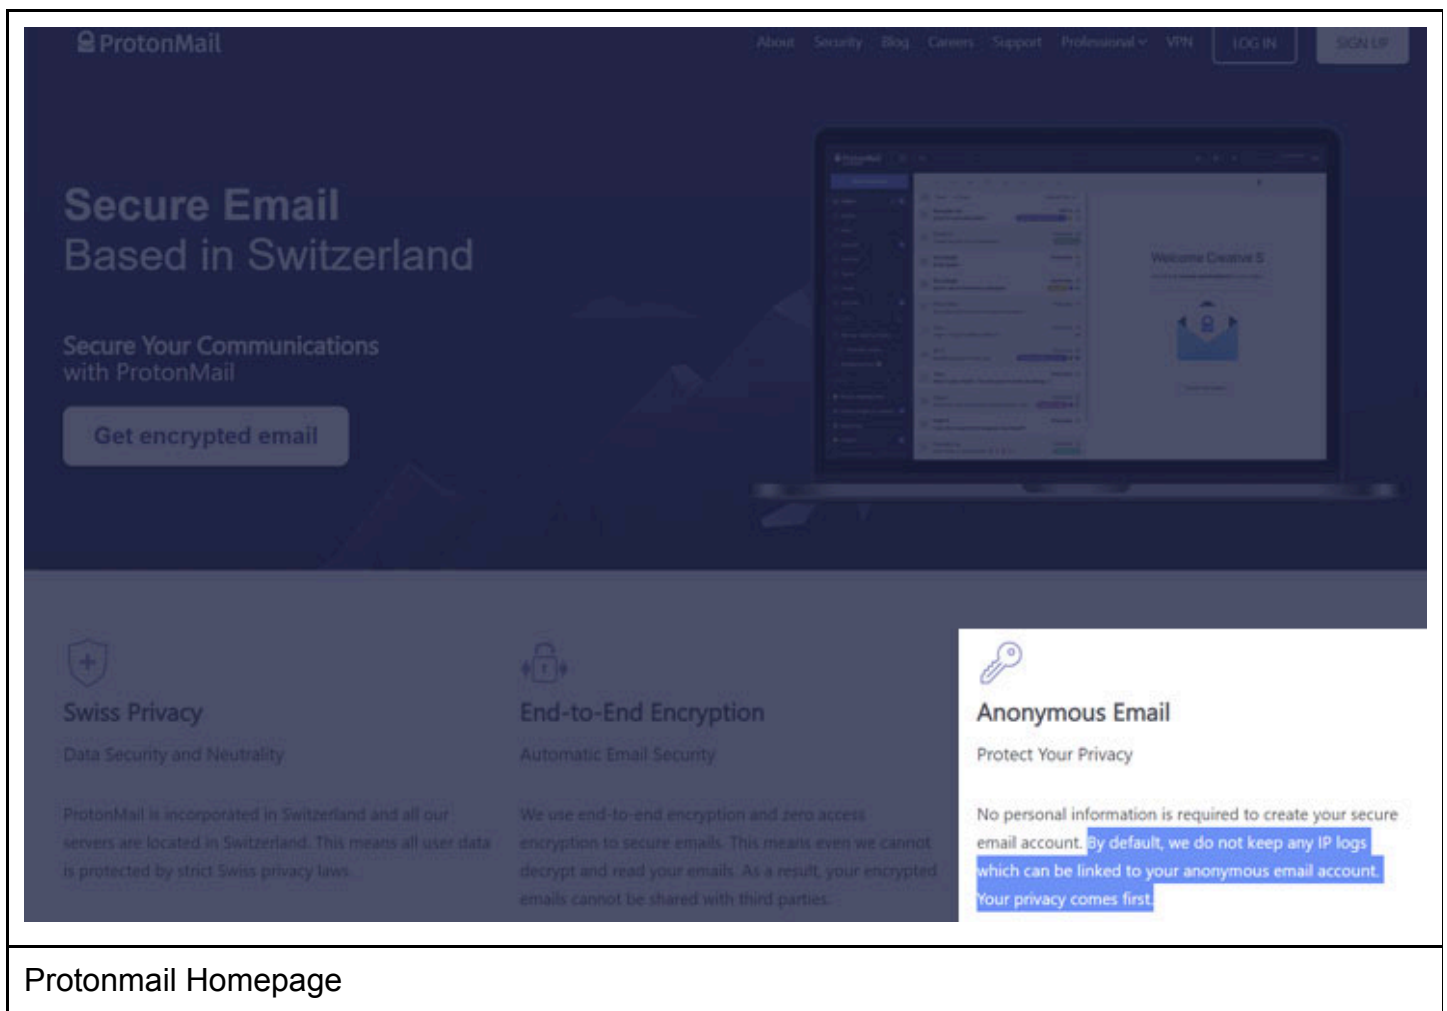 ProtonMail
About Security Blog Careers Support Professional VPN LOG IN SIGN UP
Secure Email
Based in Switzerland
Secure Your Communications
with ProtonMail
Get encrypted email
ProtonMail
Welcome Creative S
Swiss Privacy
Data Security and Neutrality
ProtonMail is incorporated in Switzerland and all our
servers are located in Switzerland. This means all user data
is protected by strict Swiss privacy laws.
End-to-End Encryption
Automatic Email Security
We use end-to-end encryption and zero access
encryption to secure emails. This means even we cannot
decrypt and read your emails. As a result, your encrypted
emails cannot be shared with third parties.
Anonymous Email
Protect Your Privacy
No personal information is required to create your secure
email account. By default, we do not keep any IP logs
which can be linked to your anonymous email account.
Your privacy comes first.
Protonmail Homepage